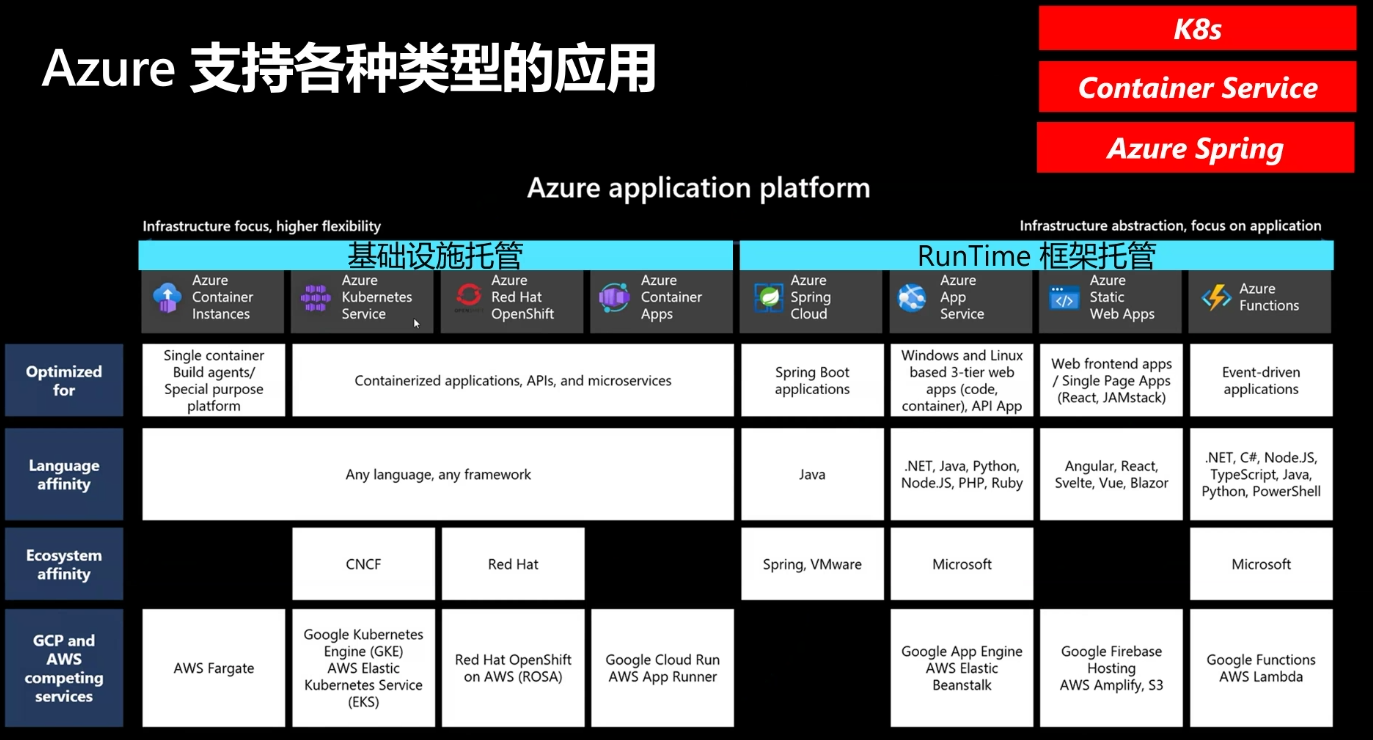 Azure 支持各种类型的应用
K8s
Container Service
Azure Spring
Azure application platform
Infrastructure focus, higher flexibility
Infrastructure abstraction, focus on application
基础设施托管
RunTime 框架托管
Azure
Container
Instances
Azure
Kubernetes
Service
Azure
Red Hat
OpenShift
Azure
Container
Apps
Azure
Spring
Cloud
Azure
App
Service
Azure
Static
Web Apps
Azure
Functions
Optimized
for
Single container
Build agents/
Special purpose
platform
Containerized applications, APIs, and microservices
Spring Boot
applications
Windows and Linux
based 3-tier web
apps (code,
container), API App
Web frontend apps
/ Single Page Apps
(React, JAMstack)
Event-driven
applications
Language
affinity
Any language, any framework
Java
.NET, Java, Python,
Node.JS, PHP, Ruby
Angular, React,
Svelte, Vue, Blazor
.NET, C#, Node.JS,
TypeScript, Java,
Python, PowerShell
Ecosystem
affinity
CNCF
Red Hat
Spring, VMware
Microsoft
Microsoft
GCP and
AWS
competing
services
AWS Fargate
Google Kubernetes
Engine (GKE)
AWS Elastic
Kubernetes Service
(EKS)
Red Hat OpenShift
on AWS (ROSA)
Google Cloud Run
AWS App Runner
Google App Engine
AWS Elastic
Beanstalk
Google Firebase
Hosting
AWS Amplify, S3
Google Functions
AWS Lambda